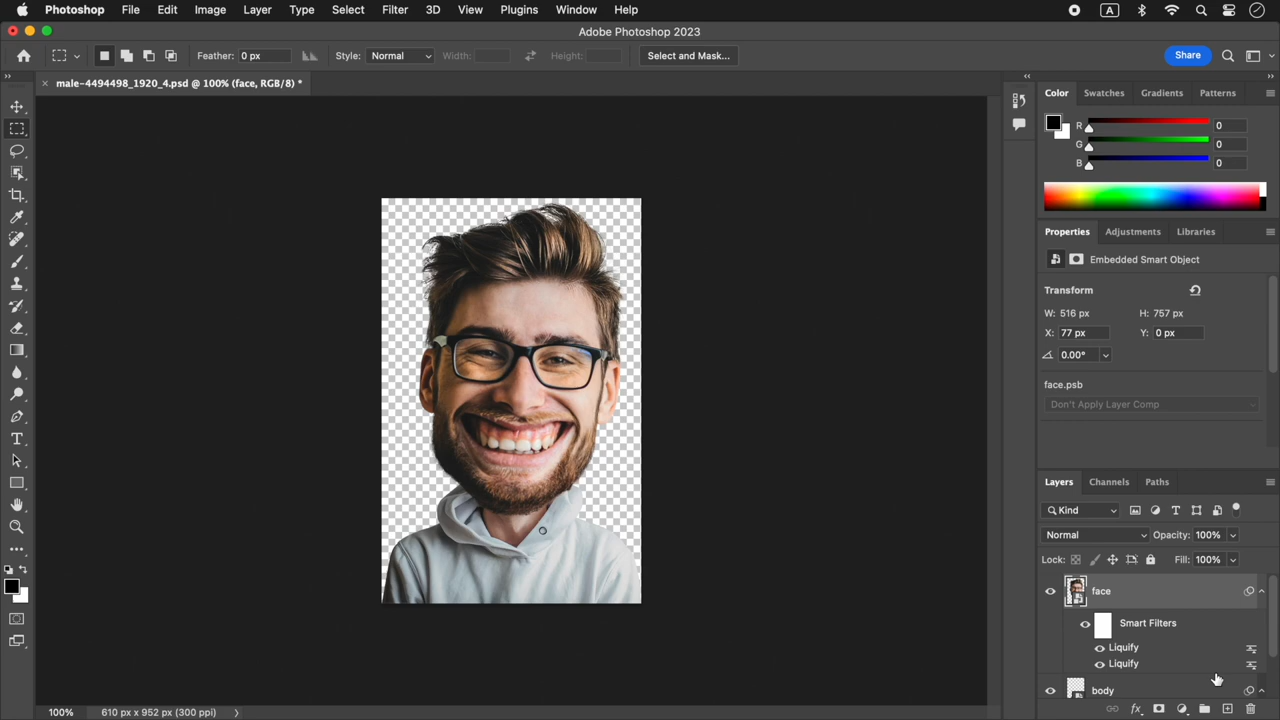 Photoshop File Edit Image Layer Type Select Filter 3D View Plugins Window Help A
Adobe Photoshop 2023
Feather: 0 px Style: Normal Width: Height: Select and Mask... Share
× male-4494498_1920_4.psd @ 100% (face, RGB/8) *
Color Swatches Gradients Patterns
R 0
G 0
B 0
Properties Adjustments Libraries
Embedded Smart Object
Transform
W: 516 px H: 757 px
X: 77 px Y: 0 px
0.00°
face.psb
Don't Apply Layer Comp
Layers Channels Paths
Kind T
Normal Opacity: 100%
Lock: Fill: 100%
face
Smart Filters
Liquify
Liquify
body
fx
100% 610 px x 952 px (300 ppi)